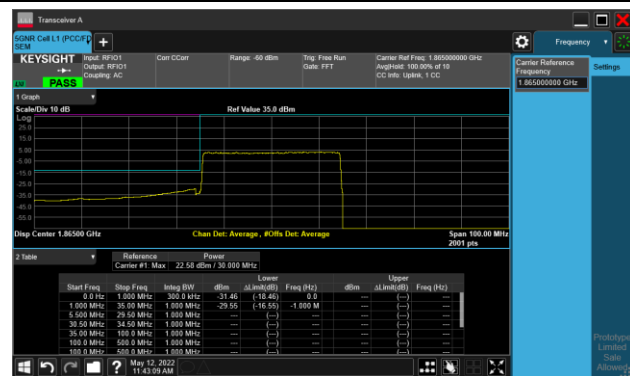 Transceiver A
5GNR Cell L1 (PCC/F
SEM
+
Frequency
KEYSIGHT Input: RFIO1 Corr CCorr Range: -60 dBm Trig: Free Run Carrier Ref Freq: 1.865000000 GHz
Output: RFIO1 Gate: FFT Avg|Hold: 100.00% of 10
Coupling: AC CC Info: Uplink, 1 CC
PASS
Carrier Reference
Frequency
1.865000000 GHz
Settings
1 Graph
Scale/Div 10 dB Ref Value 35.0 dBm
Log
25.0
15.0
5.00
-5.00
-15.0
-25.0
-35.0
-45.0
-55.0
Disp Center 1.86500 GHz Chan Det: Average , #Offs Det: Average Span 100.00 MHz
2001 pts
2 Table
Reference Power
Carrier #1: Max 22.58 dBm / 30.000 MHz
Lower Upper
Start Freq Stop Freq Integ BW dBm ΔLimit(dB) Freq (Hz) dBm ΔLimit(dB) Freq (Hz)
0.0 Hz 1.000 MHz 300.0 kHz -31.46 (-18.46) 0.0 --- (---) ---
1.000 MHz 35.00 MHz 1.000 MHz -29.55 (-16.55) -1.000 M --- (---) ---
5.500 MHz 29.50 MHz 1.000 MHz --- (---) --- --- (---) ---
30.50 MHz 34.50 MHz 1.000 MHz --- (---) --- --- (---) ---
35.00 MHz 100.0 MHz 1.000 MHz --- (---) --- --- (---) ---
100.0 MHz 500.0 MHz 1.000 MHz --- (---) --- --- (---) ---
100.0 MHz 500.0 MHz 1.000 MHz --- (---) --- --- (---) ---
Prototype
Limited
Sale
Allowed
?
May 12, 2022
11:43:09 AM